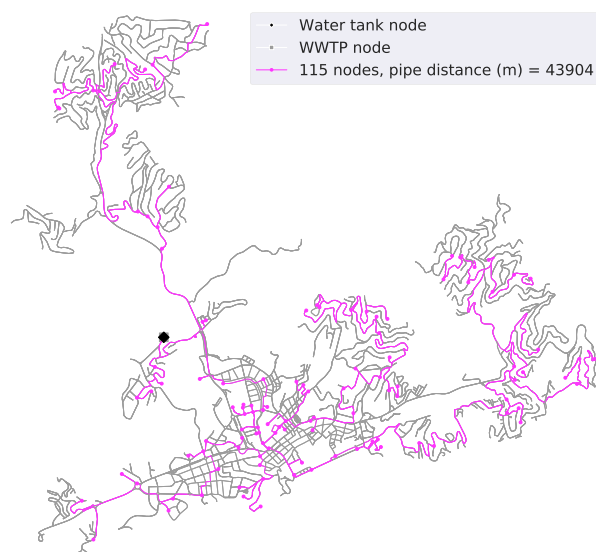 Water tank node
WWTP node
115 nodes, pipe distance (m) = 43904